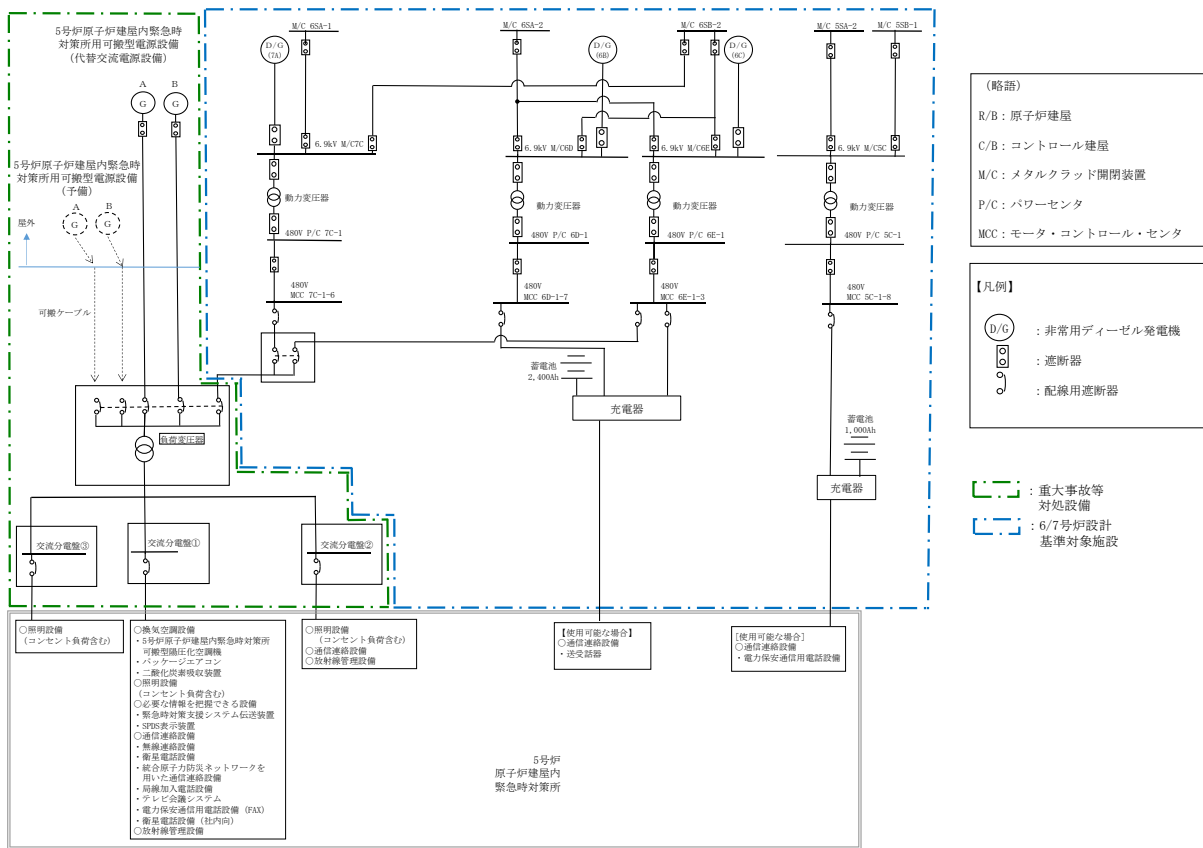 5号炉原子炉建屋内緊急時
対策所用可搬型電源設備
(代替交流電源設備)
A
B
G
G
5号炉原子炉建屋内緊急時
対策所用可搬型電源設備
(予備)
A
B
G
G
屋外
可搬ケーブル
負荷変圧器
交流分電盤③
交流分電盤①
交流分電盤②
M/C 6SA-1
M/C 6SA-2
M/C 6SB-2
M/C 5SA-2
M/C 5SB-1
D/G
(7A)
D/G
(6B)
D/G
(6C)
6.9kV M/C7C
6.9kV M/C6D
6.9kV M/C6E
6.9kV M/C5C
動力変圧器
動力変圧器
動力変圧器
動力変圧器
480V P/C 7C-1
480V P/C 6D-1
480V P/C 6E-1
480V P/C 5C-1
480V
MCC 7C-1-6
480V
MCC 6D-1-7
480V
MCC 6E-1-3
480V
MCC 5C-1-8
蓄電池
2,400Ah
充電器
蓄電池
1,000Ah
充電器
○照明設備
(コンセント負荷含む)
○換気空調設備
・5号炉原子炉建屋内緊急時対策所
可搬型陽圧化空調機
・パッケージエアコン
・二酸化炭素吸収装置
○照明設備
(コンセント負荷含む)
○必要な情報を把握できる設備
・緊急時対策支援システム伝送装置
・SPDS表示装置
○通信連絡設備
・無線連絡設備
・衛星電話設備
・統合原子力防災ネットワークを
用いた通信連絡設備
・局線加入電話設備
・テレビ会議システム
・電力保安通信用電話設備 (FAX)
・衛星電話設備 (社内向)
○放射線管理設備
○照明設備
(コンセント負荷含む)
○通信連絡設備
○放射線管理設備
【使用可能な場合】
○通信連絡設備
・送受話器
[使用可能な場合]
○通信連絡設備
・電力保安通信用電話設備
5号炉
原子炉建屋内
緊急時対策所
(略語)
R/B：原子炉建屋
C/B：コントロール建屋
M/C：メタルクラッド開閉装置
P/C：パワーセンタ
MCC：モータ・コントロール・センタ
【凡例】
D/G ：非常用ディーゼル発電機
：遮断器
：配線用遮断器
：重大事故等
対処設備
：6/7号炉設計
基準対象施設